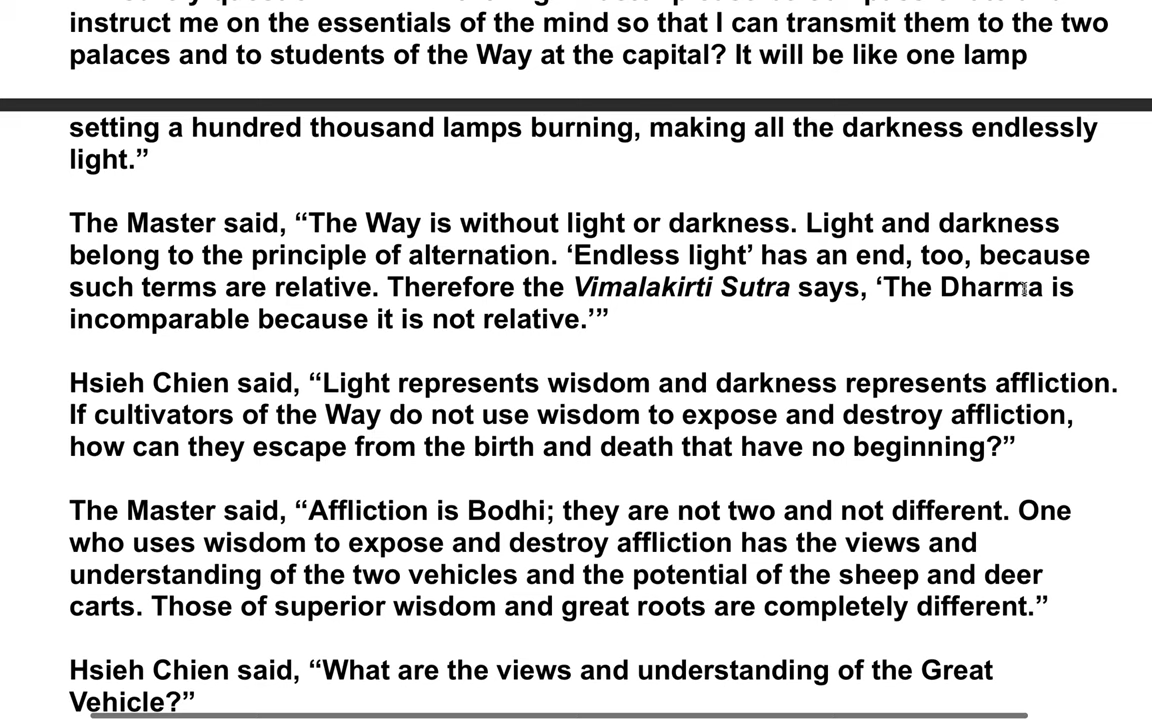 instruct me on the essentials of the mind so that I can transmit them to the two
palaces and to students of the Way at the capital? It will be like one lamp
setting a hundred thousand lamps burning, making all the darkness endlessly
light.”
The Master said, “The Way is without light or darkness. Light and darkness
belong to the principle of alternation. ‘Endless light’ has an end, too, because
such terms are relative. Therefore the Vimalakirti Sutra says, ‘The Dharma is
incomparable because it is not relative.’”
Hsieh Chien said, “Light represents wisdom and darkness represents affliction.
If cultivators of the Way do not use wisdom to expose and destroy affliction,
how can they escape from the birth and death that have no beginning?”
The Master said, “Affliction is Bodhi; they are not two and not different. One
who uses wisdom to expose and destroy affliction has the views and
understanding of the two vehicles and the potential of the sheep and deer
carts. Those of superior wisdom and great roots are completely different.”
Hsieh Chien said, “What are the views and understanding of the Great
Vehicle?”